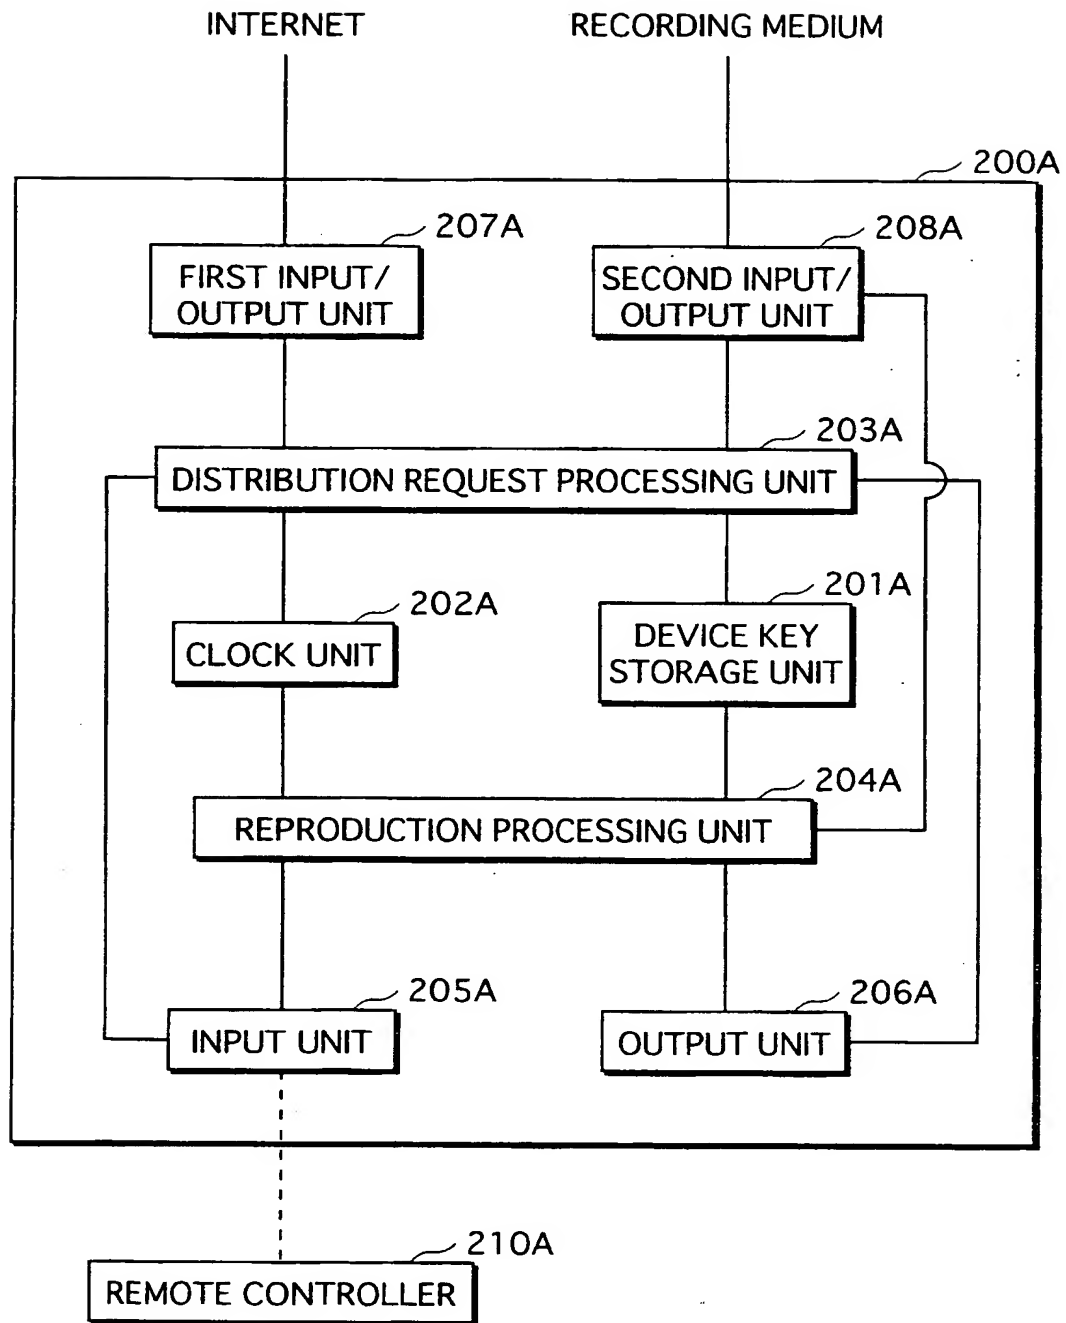 INTERNET
RECORDING MEDIUM
200A
207A
208A
FIRST INPUT/
OUTPUT UNIT
SECOND INPUT/
OUTPUT UNIT
203A
DISTRIBUTION REQUEST PROCESSING UNIT
202A
201A
CLOCK UNIT
DEVICE KEY
STORAGE UNIT
204A
REPRODUCTION PROCESSING UNIT
205A
206A
INPUT UNIT
OUTPUT UNIT
210A
REMOTE CONTROLLER